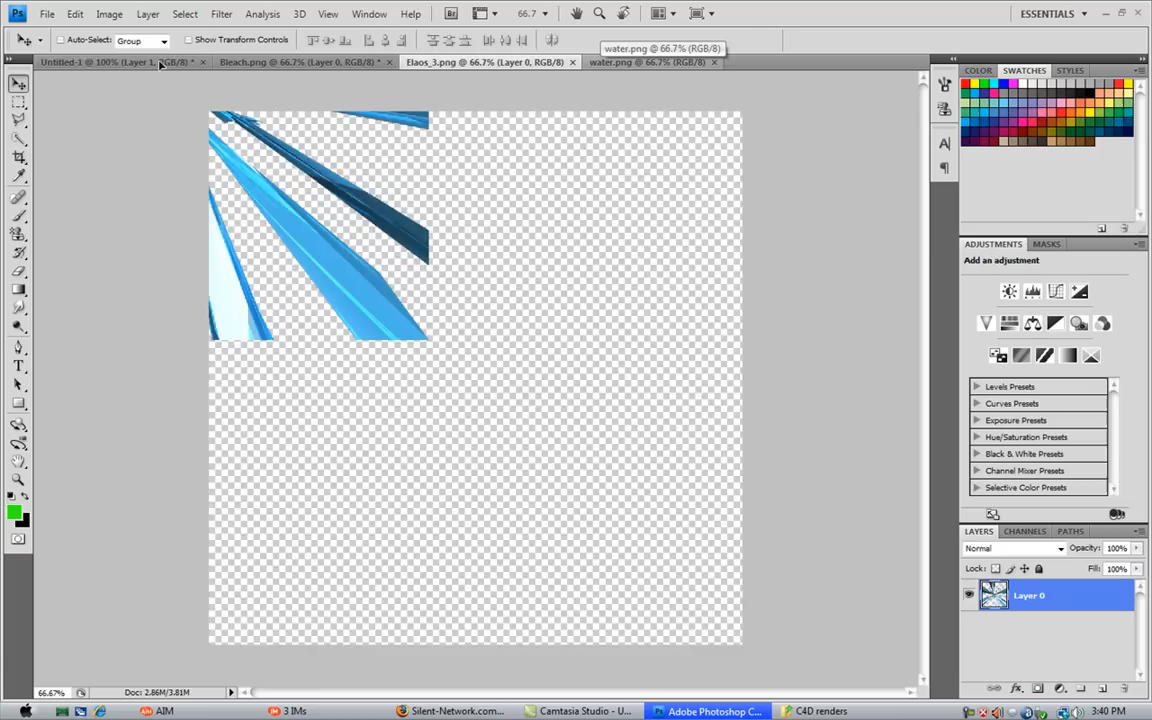 Ps File Edit Image Layer Select Filter Analysis 3D View Window Help Br 66.7 ESSENTIALS
Auto-Select: Group Show Transform Controls
water.png @ 66.7% (RGB/8)
Untitled-1 @ 100% (Layer 1, RGB/8) * Bleach.png @ 66.7% (Layer 0, RGB/8) * Elaos_3.png @ 66.7% (Layer 0, RGB/8) water.png @ 66.7% (RGB/8)
COLOR SWATCHES STYLES
ADJUSTMENTS MASKS
Add an adjustment
Levels Presets
Curves Presets
Exposure Presets
Hue/Saturation Presets
Black & White Presets
Channel Mixer Presets
Selective Color Presets
LAYERS CHANNELS PATHS
Normal Opacity: 100%
Lock: Fill: 100%
Layer 0
66.67% Doc: 2.86M/3.81M
AIM 3 IMs Silent-Network.com... Camtasia Studio - U... Adobe Photoshop C... C4D renders 3:40 PM